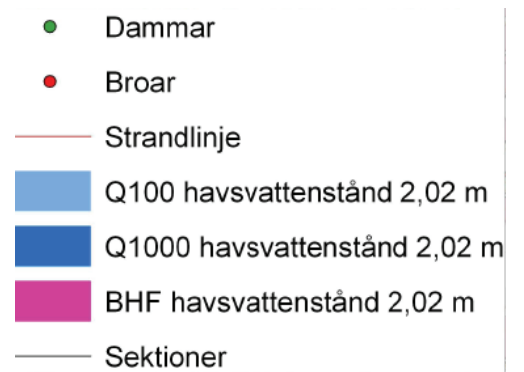 Dammar
Broar
Strandlinje
Q100 havsvattenstånd 2,02 m
Q1000 havsvattenstånd 2,02 m
BHF havsvattenstånd 2,02 m
Sektioner